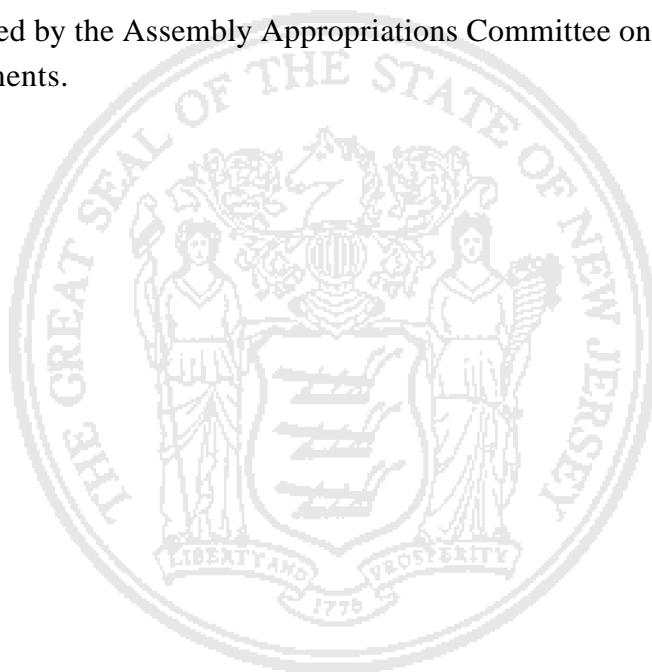 ed by the Assembly Appropriations Committee on
nents.
THE GREAT SEAL OF THE STATE OF NEW JERSEY
LIBERTY AND PROSPERITY
1776